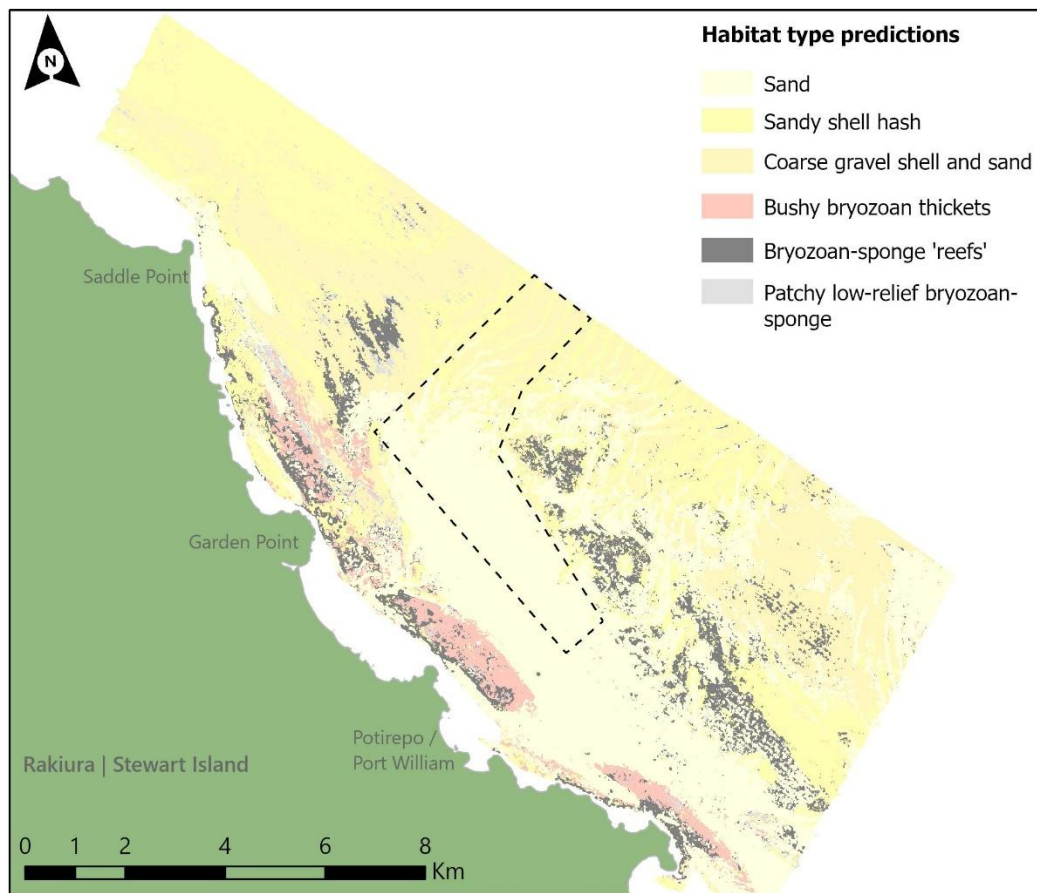 N
Habitat type predictions
Sand
Sandy shell hash
Coarse gravel shell and sand
Bushy bryozoan thickets
Bryozoan-sponge 'reefs'
Patchy low-relief bryozoan-
sponge
Saddle Point
Garden Point
Potirepo /
Port William
Rakiura | Stewart Island
0 1 2 4 6 8
Km